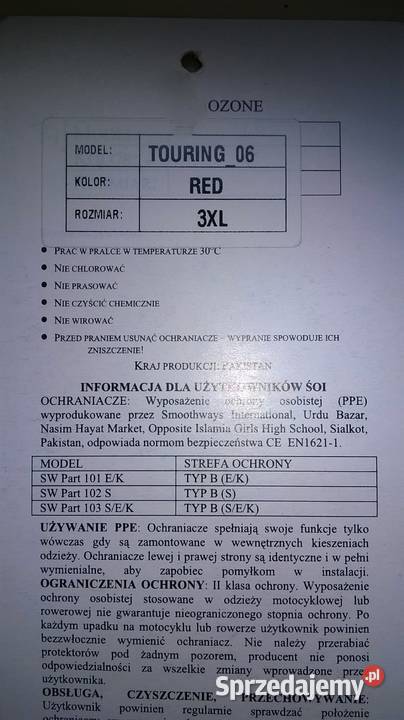 OZONE
MODEL: TOURING_06
KOLOR: RED
ROZMIAR: 3XL
• PRAĆ W PRALCE W TEMPERATURZE 30°C
• NIE CHLOROWAĆ
• NIE PRASOWAĆ
• NIE CZYŚCIĆ CHEMICZNIE
• NIE WIROWAĆ
• PRZED PRANIEM USUNĄĆ OCHRANIACZE – WYPRANIE SPOWODUJE ICH
ZNISZCZENIE!
KRAJ PRODUKCJI: PAKISTAN
INFORMACJA DLA UŻYTKOWNIKÓW ŚOI
OCHRANIACZE: Wyposażenie ochrony osobistej (PPE)
wyprodukowane przez Smoothways International, Urdu Bazar,
Nasim Hayat Market, Opposite Islamia Girls High School, Sialkot,
Pakistan, odpowiada normom bezpieczeństwa CE EN1621-1.
MODEL STREFA OCHRONY
SW Part 101 E/K TYP B (E/K)
SW Part 102 S TYP B (S)
SW Part 103 S/E/K TYP B (S/E/K)
UŻYWANIE PPE: Ochraniacze spełniają swoje funkcje tylko
wówczas gdy są zamontowane w wewnętrznych kieszeniach
odzieży. Ochraniacze lewej i prawej strony są identyczne i w pełni
wymienialne, aby zapobiec pomyłkom w instalacji.
OGRANICZENIA OCHRONY: II klasa ochrony. Wyposażenie
ochrony osobistej stosowane w odzieży motocyklowej lub
rowerowej nie gwarantuje nieograniczonego stopnia ochrony. Po
każdym upadku na motocyklu lub rowerze użytkownik powinien
bezzwłocznie wymienić ochraniacz. Nie należy przerabiać
protektorów pod żadnym pozorem, producent nie ponosi
odpowiedzialności za wszelkie zmiany wprowadzone przez
użytkownika.
OBSŁUGA, CZYSZCZENIE, PRZECHOWYWANIE:
Użytkownik powinien regularnie sprawdzać położenie
Sprzedajemy.pl